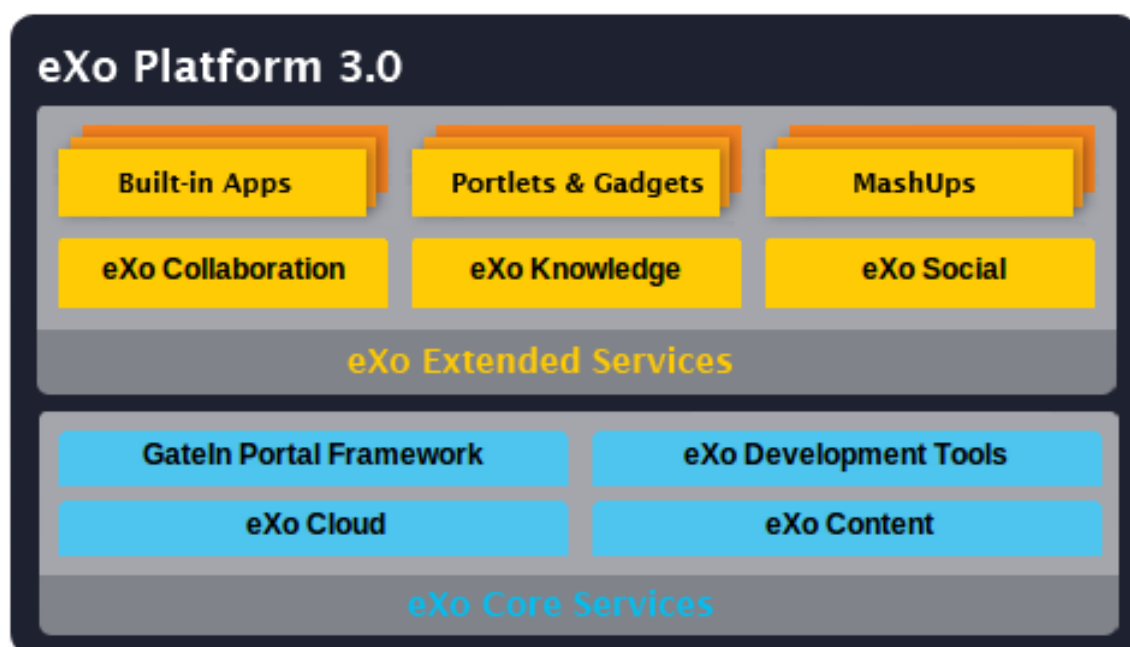 eXo Platform 3.0
Built-in Apps
Portlets & Gadgets
MashUps
eXo Collaboration
eXo Knowledge
eXo Social
eXo Extended Services
GateIn Portal Framework
eXo Development Tools
eXo Cloud
eXo Content
eXo Core Services